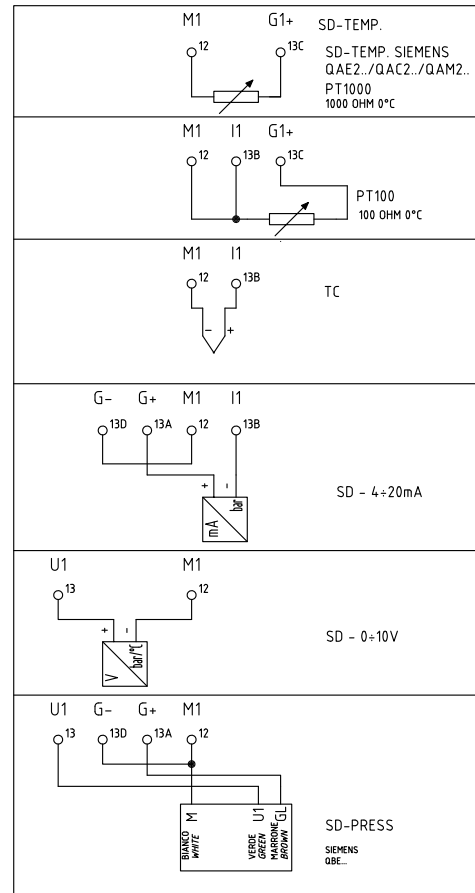 M1 G1+ SD-TEMP.
12 13C
SD-TEMP. SIEMENS
QAE2../QAC2../QAM2..
PT1000
1000 OHM 0°C
M1 I1 G1+
12 13B 13C
PT100
100 OHM 0°C
M1 I1
12 13B
TC
- +
G- G+ M1 I1
13D 13A 12 13B
+ -
mA bar
SD - 4÷20mA
U1 M1
13 12
+ -
V bar/°C
SD - 0÷10V
U1 G- G+ M1
13 13D 13A 12
M U1 GL
BIANCO VERDE MARRONE
WHITE GREEN BROWN
SD-PRESS
SIEMENS
QBE...